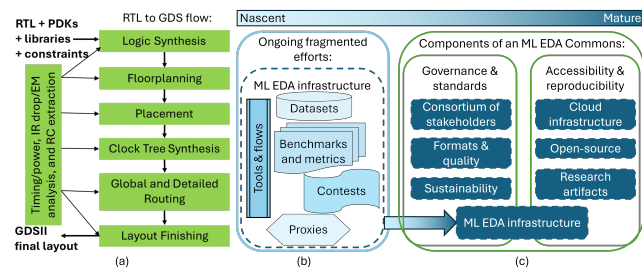 RTL + PDKs
+ libraries
+ constraints
RTL to GDS flow:
Logic Synthesis
Floorplanning
Placement
Clock Tree Synthesis
Global and Detailed
Routing
Layout Finishing
Timing/power, IR drop/EM
analysis, and RC extraction
GDSII
final layout
(a)
Nascent
Mature
Ongoing fragmented
efforts:
ML EDA infrastructure
Tools & flows
Datasets
Benchmarks
and metrics
Contests
Proxies
(b)
Components of an ML EDA Commons:
Governance &
standards
Consortium of
stakeholders
Formats &
quality
Sustainability
Accessibility &
reproducibility
Cloud
infrastructure
Open-source
Research
artifacts
ML EDA infrastructure
(c)